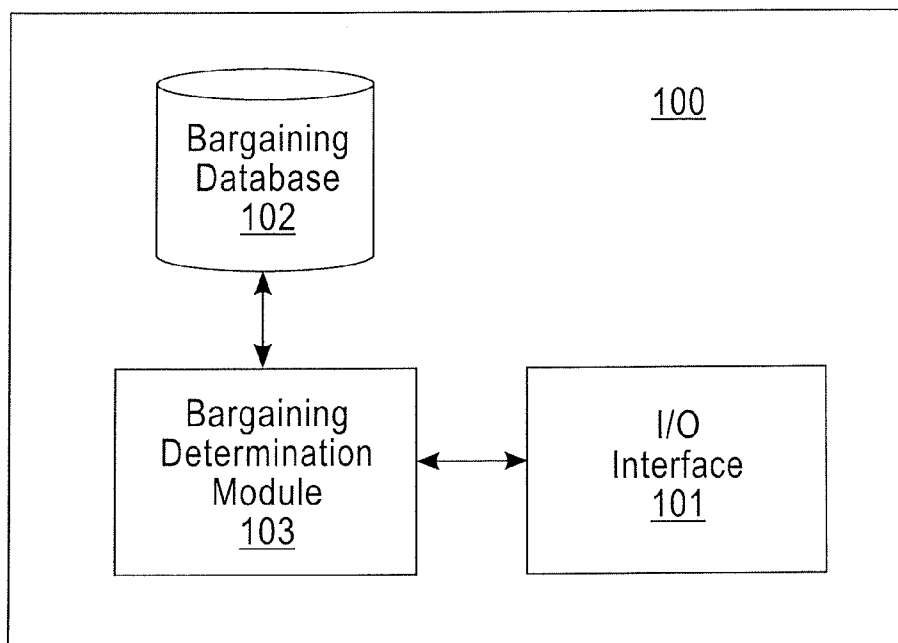 100
Bargaining
Database
102
Bargaining
Determination
Module
103
I/O
Interface
101